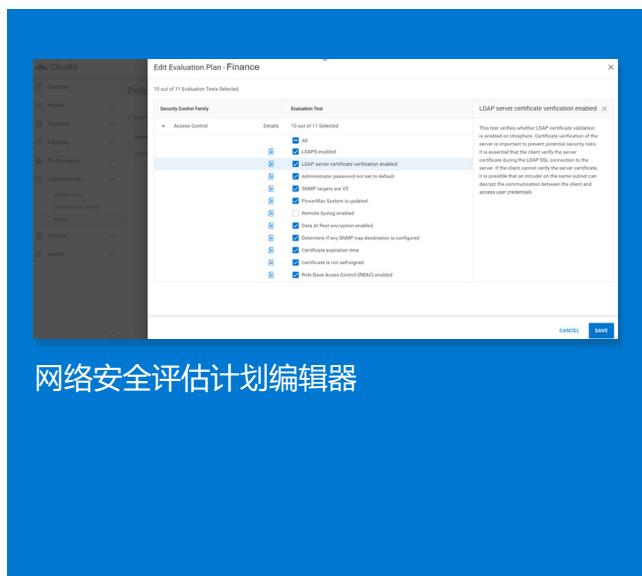 CloudIQ
Edit Evaluation Plan - Finance
10 out of 11 Evaluation Tests Selected
Security Control Family
Evaluation Test
Access Control
Details
10 out of 11 Selected
All
LDAPS enabled
LDAP server certificate verification enabled
Administrator password not set to default
SNMP targets are V3
PowerMax System is updated
Remote Syslog enabled
Data At Rest encryption enabled
Determine if any SNMP trap destination is configured
Certificate expiration time
Certificate is not self-signed
Role Base Acess Control (RBAC) enabled
LDAP server certificate verification enabled
This test verifies whether LDAP certificate validation
is enabled on Unisphere. Certificate verification of the
server is important to prevent potential security risks.
It is essential that the client verify the server
certificate during the LDAP SSL connection to the
server. If the client cannot verify the server certificate,
it is possible that an intruder on the same subnet can
decrypt the communication between the client and
access user credentials.
CANCEL
SAVE
网络安全评估计划编辑器